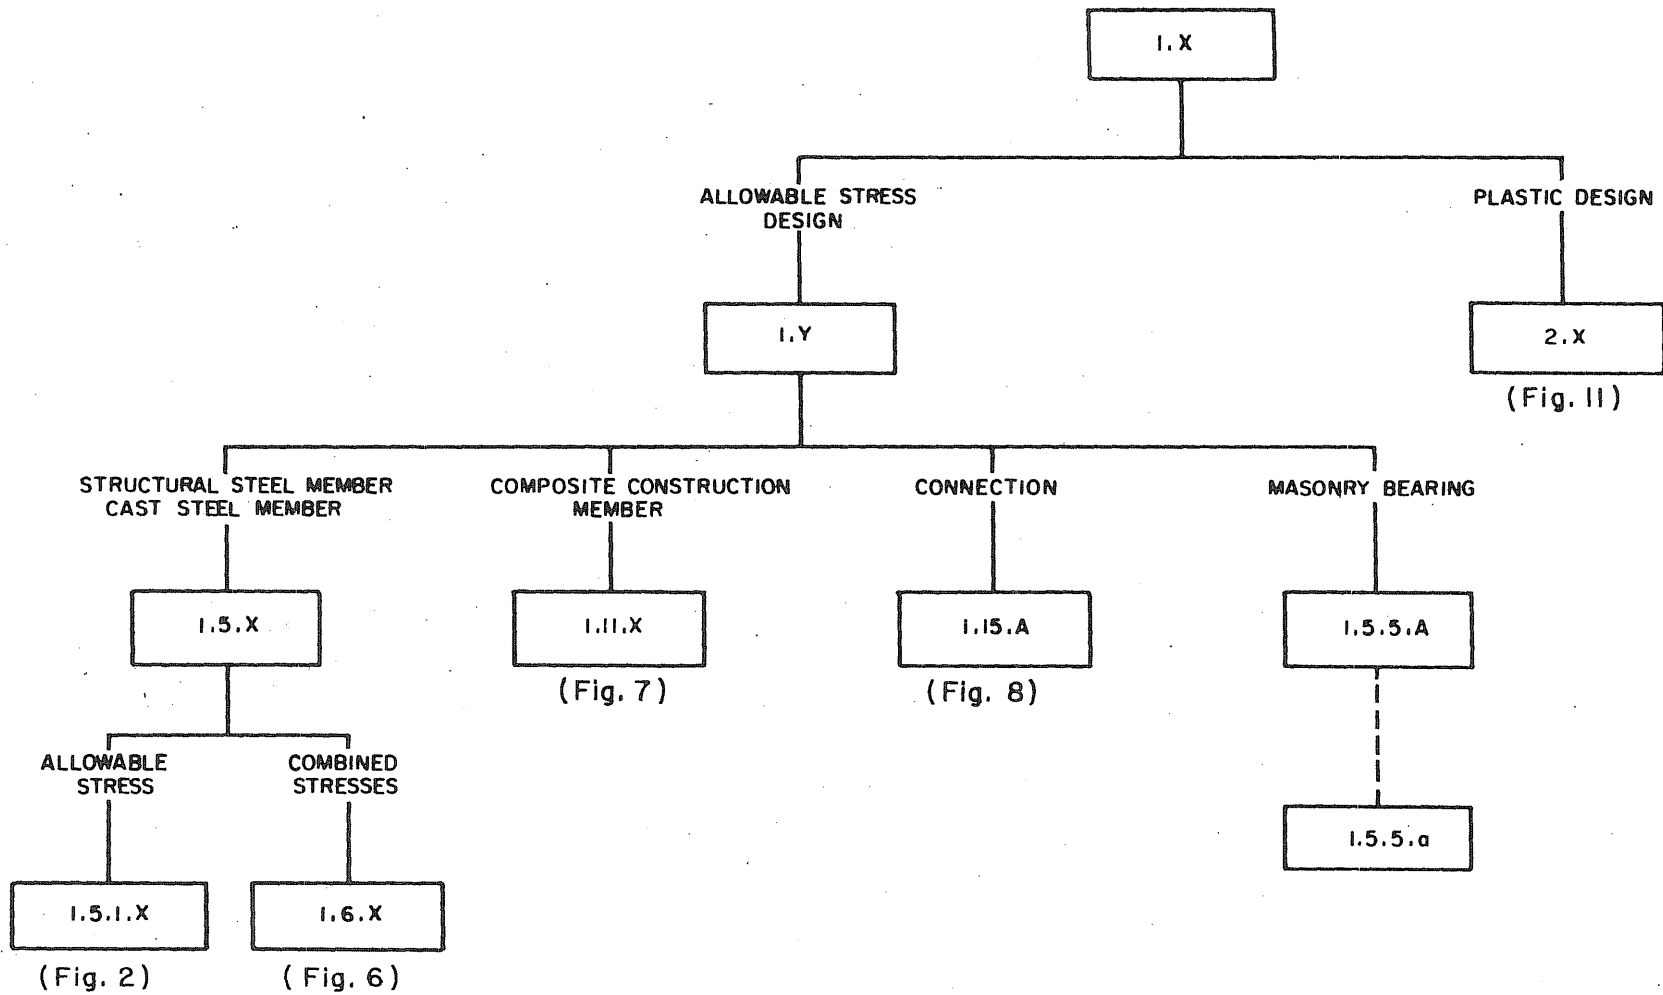 1.X
ALLOWABLE STRESS
DESIGN
PLASTIC DESIGN
1.Y
2.X
(Fig. 11)
STRUCTURAL STEEL MEMBER
CAST STEEL MEMBER
COMPOSITE CONSTRUCTION
MEMBER
CONNECTION
MASONRY BEARING
1.5.X
1.11.X
1.15.A
1.5.5.A
(Fig. 7)
(Fig. 8)
ALLOWABLE
STRESS
COMBINED
STRESSES
1.5.5.a
1.5.1.X
1.6.X
(Fig. 2)
(Fig. 6)